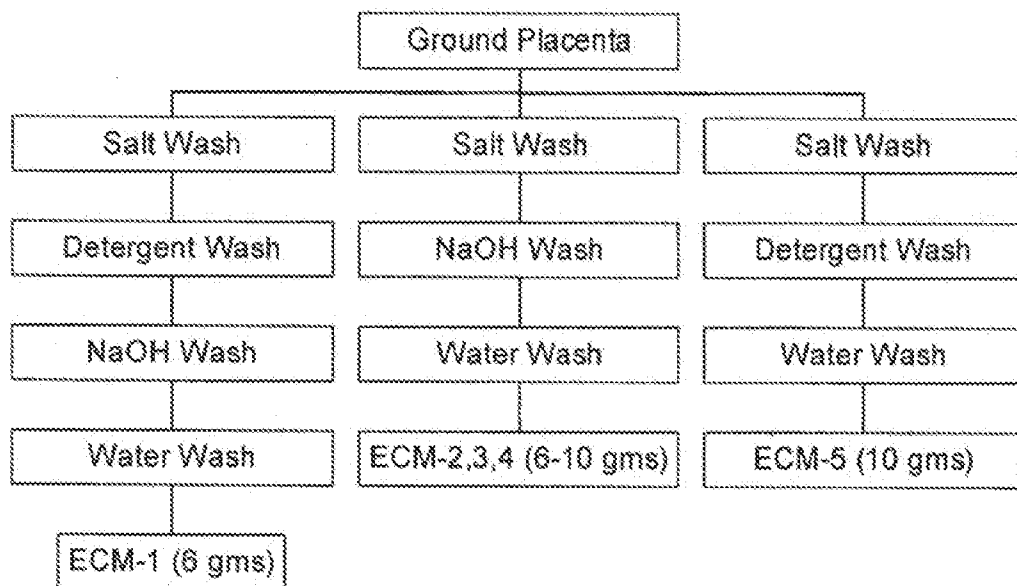 Ground Placenta
Salt Wash
Salt Wash
Salt Wash
Detergent Wash
NaOH Wash
Detergent Wash
NaOH Wash
Water Wash
Water Wash
Water Wash
ECM-2,3,4 (6-10 gms)
ECM-5 (10 gms)
ECM-1 (6 gms)